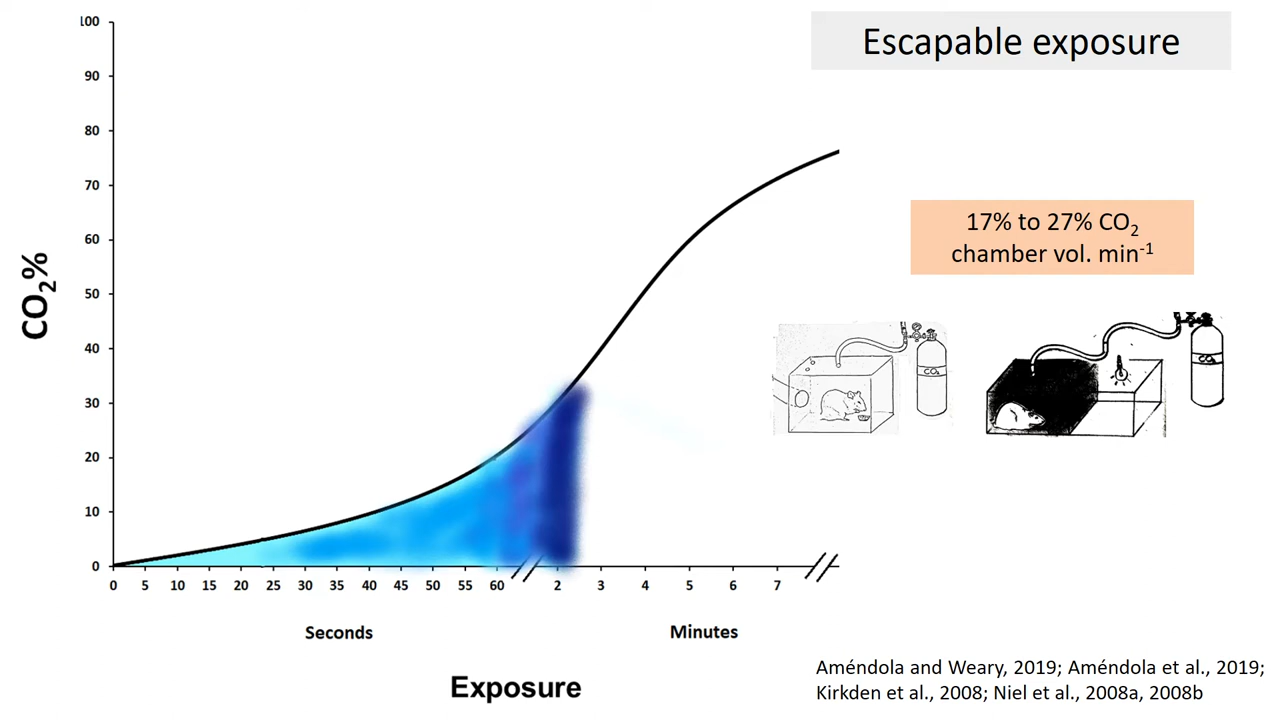 Escapable exposure
100
90
80
70
60
50
40
30
20
10
0
CO₂%
17% to 27% CO₂
chamber vol. min⁻¹
CO₂
CO₂
0 5 10 15 20 25 30 35 40 45 50 55 60 2 3 4 5 6 7
Seconds
Minutes
Exposure
Améndola and Weary, 2019; Améndola et al., 2019;
Kirkden et al., 2008; Niel et al., 2008a, 2008b